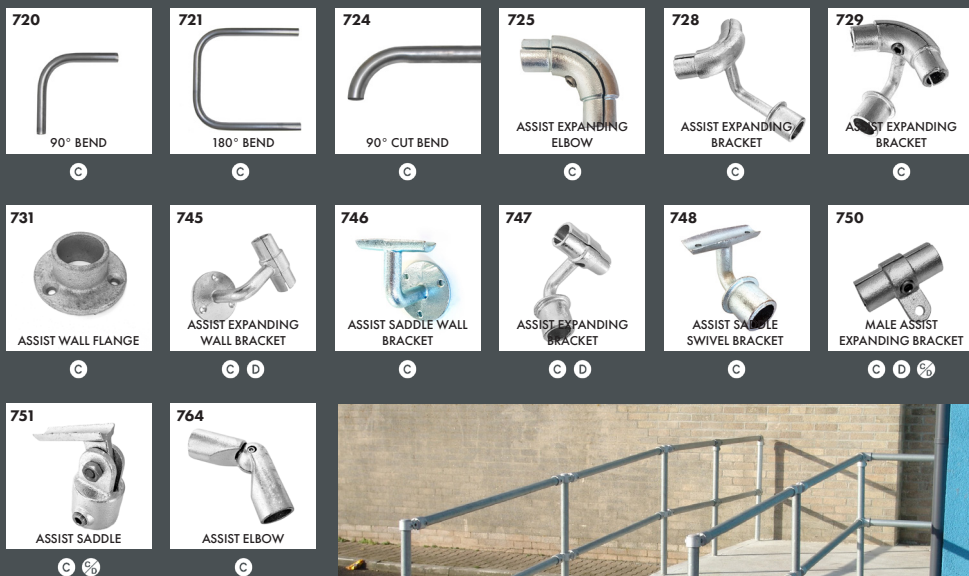 720
90° BEND
C
721
180° BEND
C
724
90° CUT BEND
C
725
ASSIST EXPANDING
ELBOW
C
728
ASSIST EXPANDING
BRACKET
C
729
ASSIST EXPANDING
BRACKET
C
731
ASSIST WALL FLANGE
C
745
ASSIST EXPANDING
WALL BRACKET
C D
746
ASSIST SADDLE WALL
BRACKET
C
747
ASSIST EXPANDING
BRACKET
C D
748
ASSIST SADDLE
SWIVEL BRACKET
C
750
MALE ASSIST
EXPANDING BRACKET
C D C/D
751
ASSIST SADDLE
C C/D
764
ASSIST ELBOW
C